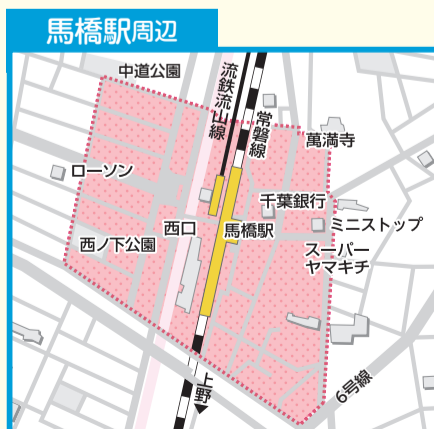 馬橋駅周辺
中道公園
流鉄流山線
常磐線
萬満寺
ローソン
千葉銀行
西口
馬橋駅
ミニストップ
西ノ下公園
スーパー
ヤマキチ
上野
6号線